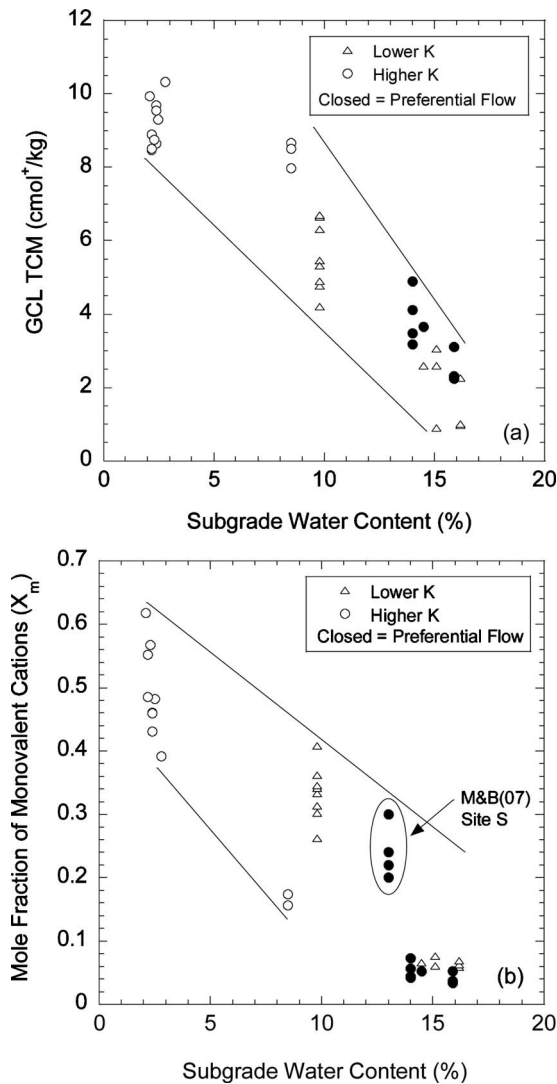 12
10
8
6
4
2
0
GCL TCM (cmol⁺/kg)
Lower K
Higher K
Closed = Preferential Flow
(a)
0 5 10 15 20
Subgrade Water Content (%)
0.7
0.6
0.5
0.4
0.3
0.2
0.1
0
Mole Fraction of Monovalent Cations (Xₘ)
Lower K
Higher K
Closed = Preferential Flow
M&B(07)
Site S
(b)
0 5 10 15 20
Subgrade Water Content (%)